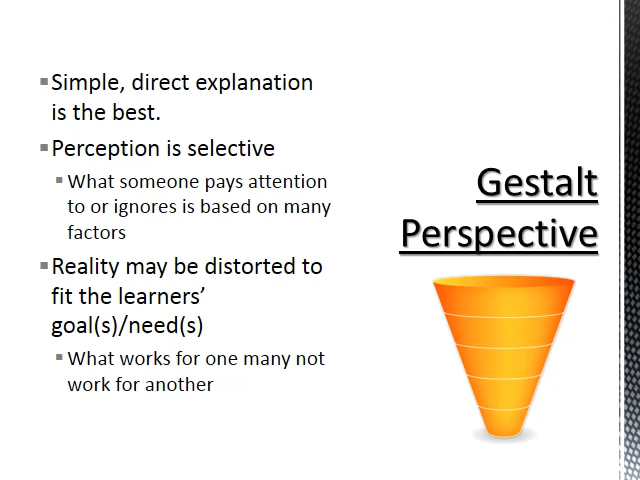 Simple, direct explanation
is the best.
Perception is selective
What someone pays attention
to or ignores is based on many
factors
Reality may be distorted to
fit the learners’
goal(s)/need(s)
What works for one many not
work for another
Gestalt
Perspective